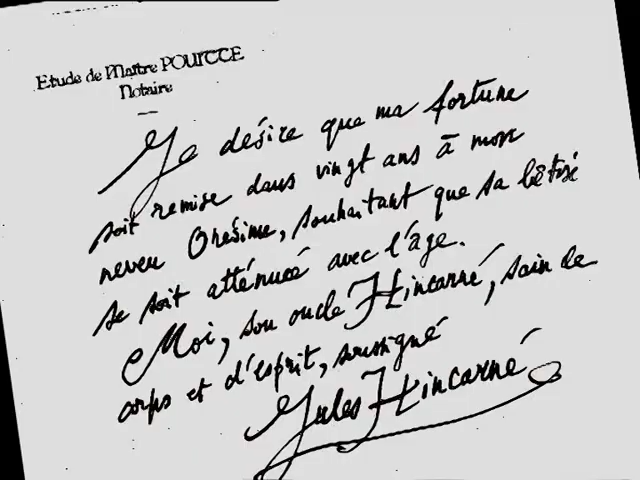 Etude de Maître POUITTE
Notaire
Je désire que ma fortune
soit remise dans vingt ans à mon
neveu Onésime, souhaitant que sa bêtise
se soit atténuée avec l'âge.
Moi, son oncle Hincarné, sain de
corps et d'esprit, soussigné
Jules Hincarné